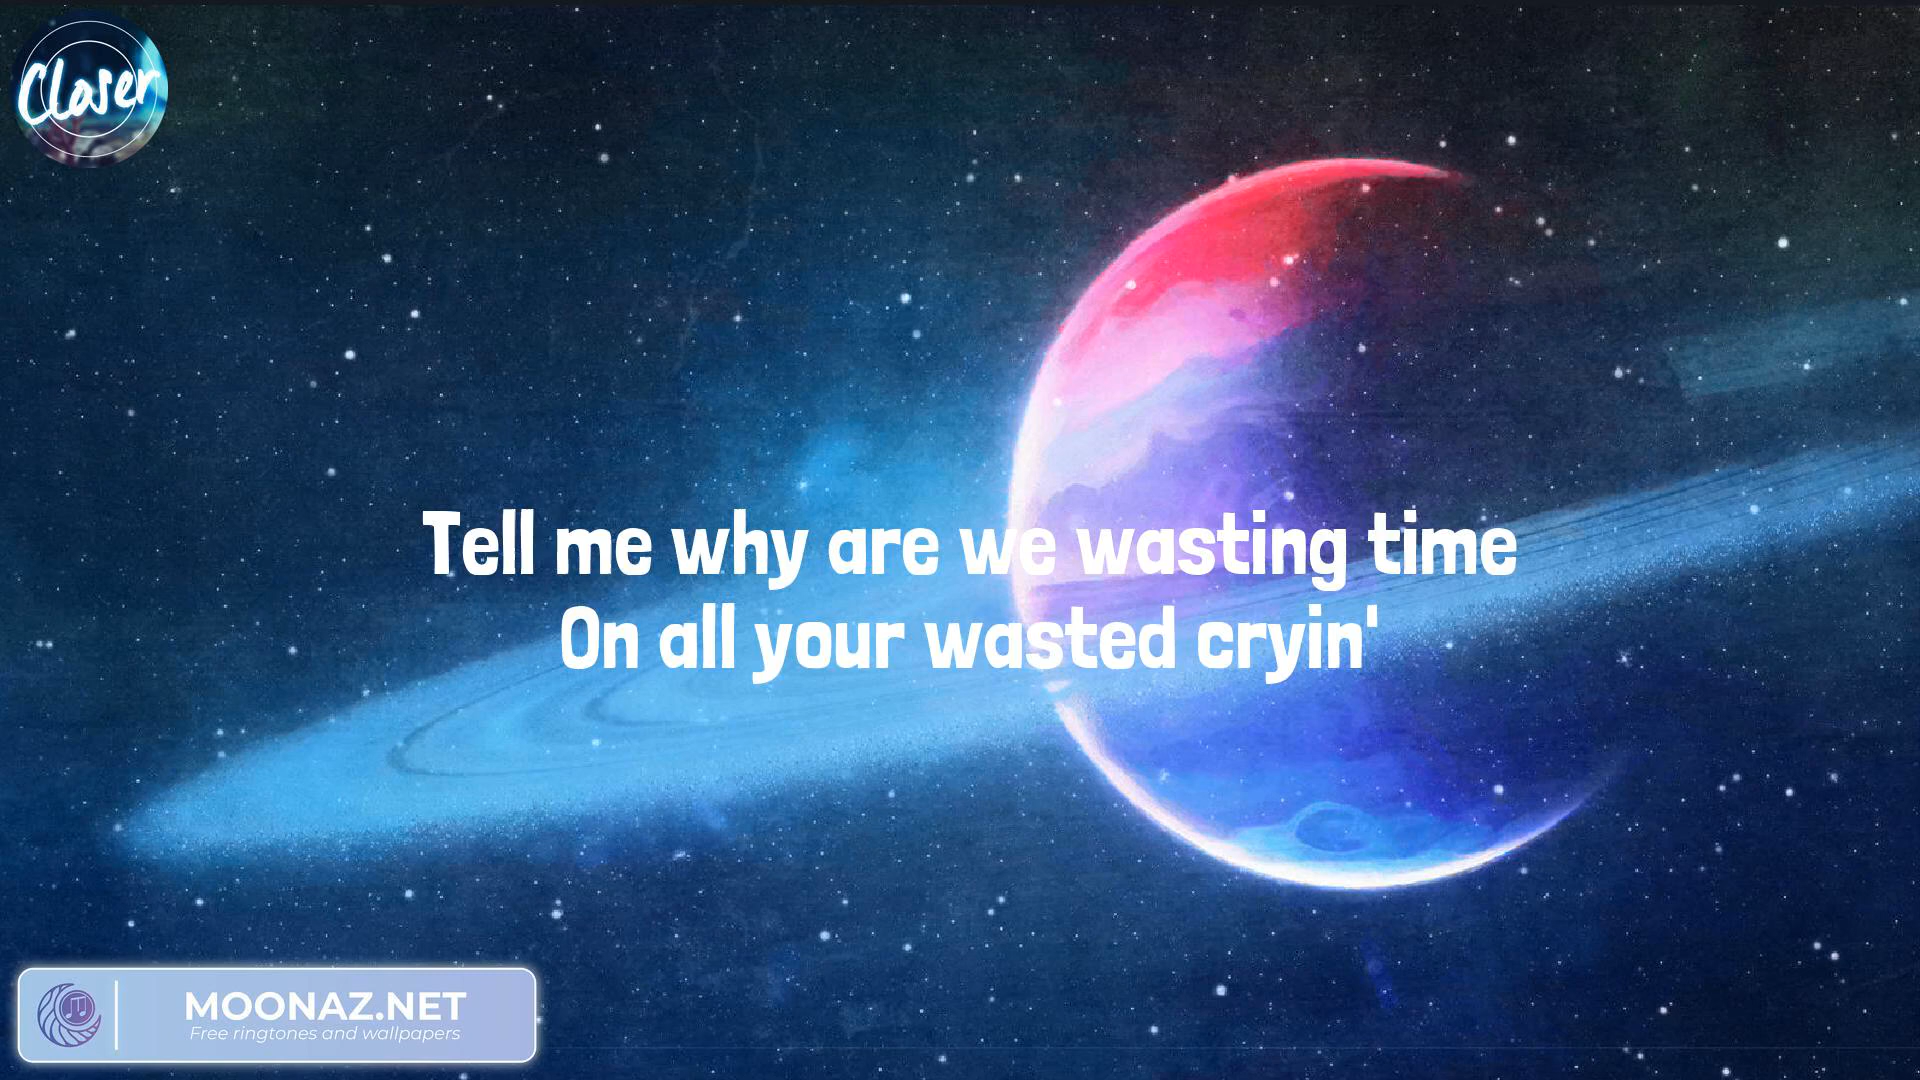 Closer
Tell me why are we wasting time
On all your wasted cryin'
MOONAZ.NET
Free ringtones and wallpapers